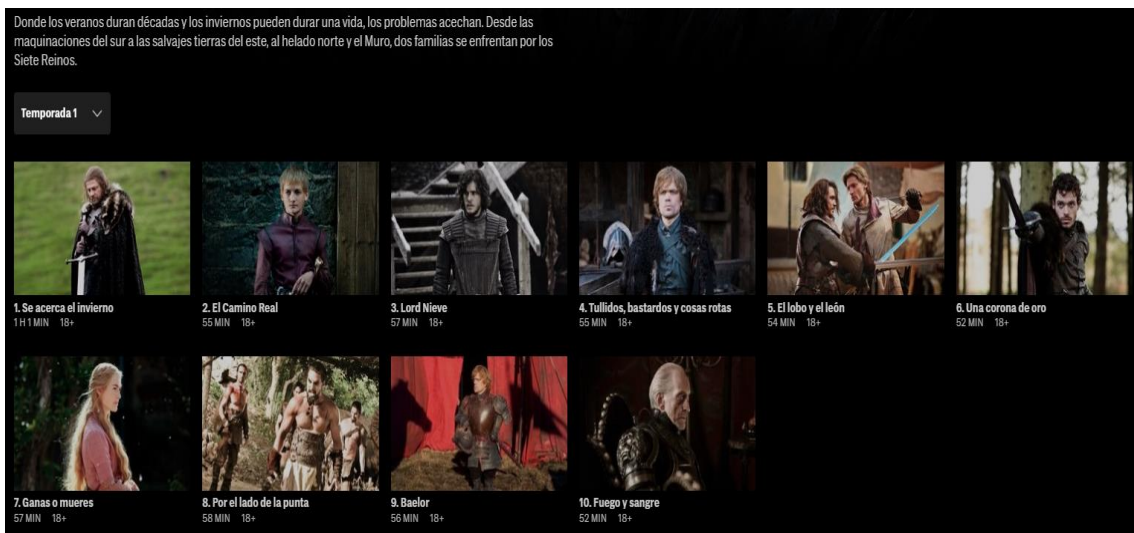 Donde los veranos duran décadas y los inviernos pueden durar una vida, los problemas acechan. Desde las
maquinaciones del sur a las salvajes tierras del este, al helado norte y el Muro, dos familias se enfrentan por los
Siete Reinos.
Temporada 1
1. Se acerca el invierno
1 H 1 MIN 18+
2. El Camino Real
55 MIN 18+
3. Lord Nieve
57 MIN 18+
4. Tullidos, bastardos y cosas rotas
55 MIN 18+
5. El lobo y el león
54 MIN 18+
6. Una corona de oro
52 MIN 18+
7. Ganas o mueres
57 MIN 18+
8. Por el lado de la punta
58 MIN 18+
9. Baelor
56 MIN 18+
10. Fuego y sangre
52 MIN 18+